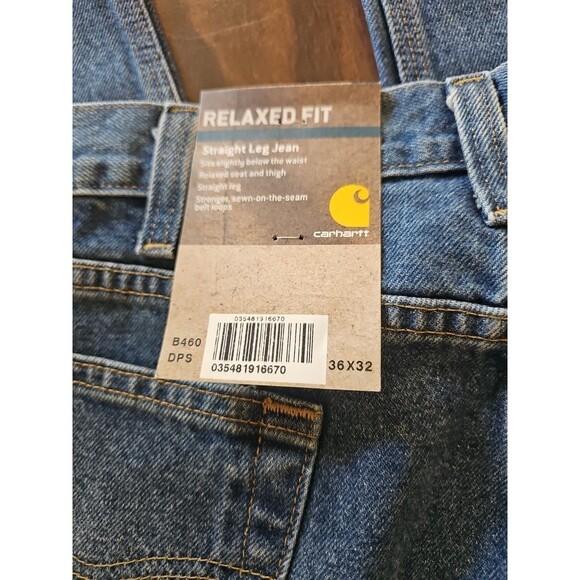 RELAXED FIT
Straight Leg Jean
Sits slightly below the waist
Relaxed seat and thigh
Straight leg
Stronger, sewn-on-the-seam
belt loops
carhartt
035481916670
B460
DPS
035481916670
36X32